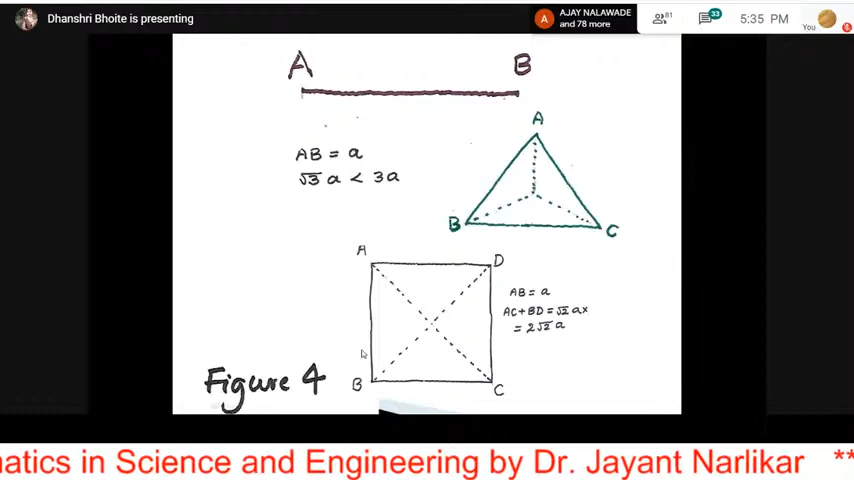 Dhanshri Bhoite is presenting
A
AJAY NALAWADE
and 78 more
81
33
5:35 PM
You
A B
AB = a
√3 a < 3a
A
B
C
A
D
AB = a
AC+BD = √2 ax
= 2√2 a
Figure 4
B
C
natics in Science and Engineering by Dr. Jayant Narlikar **